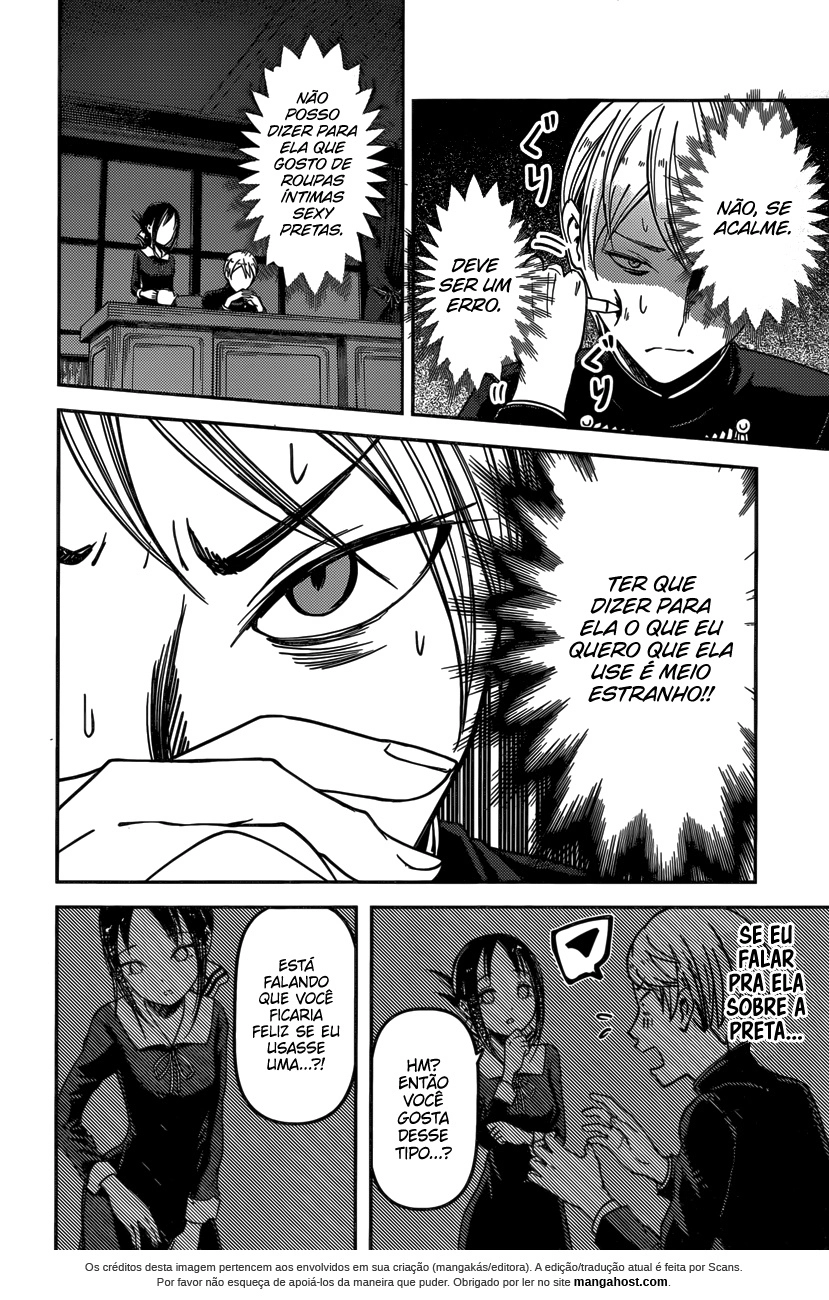 NÃO, SE
ACALME.
DEVE
SER UM
ERRO.
ぐり
ぐり
NÃO
POSSO
DIZER PARA
ELA QUE
GOSTO DE
ROUPAS
ÍNTIMAS
SEXY
PRETAS.
TER QUE
DIZER PARA
ELA O QUE EU
QUERO QUE ELA
USE É MEIO
ESTRANHO!!
SE EU
FALAR
PRA ELA
SOBRE A
PRETA...
HM?
ENTÃO
VOCÊ
GOSTA
DESSE
TIPO...?
ESTÁ
FALANDO
QUE VOCÊ
FICARIA
FELIZ SE EU
USASSE
UMA...?!
Os créditos desta imagem pertencem aos envolvidos em sua criação (mangakás/editora). A edição/tradução atual é feita por Scans.
Por favor não esqueça de apoiá-los da maneira que puder. Obrigado por ler no site mangahost.com.